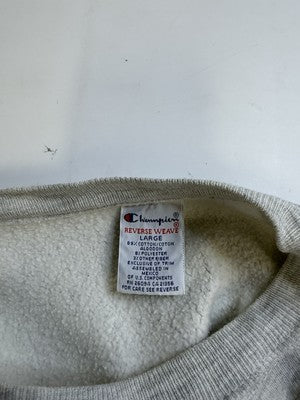 Champion®
REVERSE WEAVE®
LARGE
89% COTTON/COTON
ALGODON
8% POLYESTER
3% OTHER FIBER
EXCLUSIVE OF TRIM
ASSEMBLED IN
MEXICO
OF U.S. COMPONENTS
RN 26094 CA 21356
FOR CARE SEE REVERSE